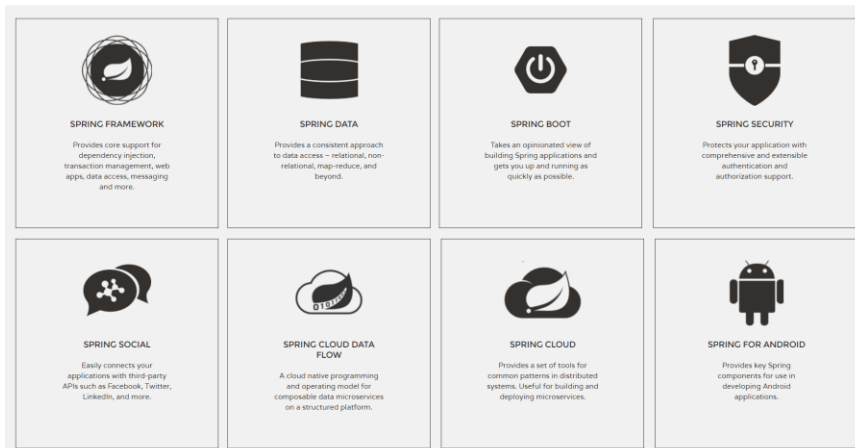 SPRING FRAMEWORK
Provides core support for
dependency injection,
transaction management, web
apps, data access, messaging
and more.
SPRING DATA
Provides a consistent approach
to data access – relational, non-
relational, map-reduce, and
beyond.
SPRING BOOT
Takes an opinionated view of
building Spring applications and
gets you up and running as
quickly as possible.
SPRING SECURITY
Protects your application with
comprehensive and extensible
authentication and
authorization support.
SPRING SOCIAL
Easily connects your
applications with third-party
APIs such as Facebook, Twitter,
LinkedIn, and more.
SPRING CLOUD DATA
FLOW
A cloud native programming
and operating model for
composable data microservices
on a structured platform.
SPRING CLOUD
Provides a set of tools for
common patterns in distributed
systems. Useful for building and
deploying microservices.
SPRING FOR ANDROID
Provides key Spring
components for use in
developing Android
applications.